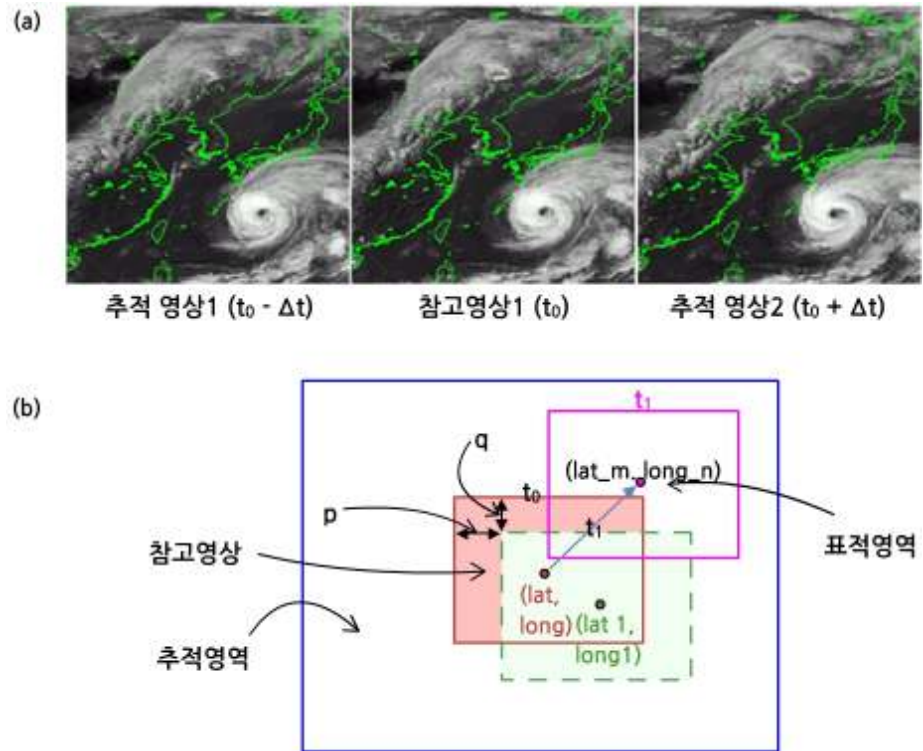 (a)
추적 영상1 (t₀ - Δt)
참고영상1 (t₀)
추적 영상2 (t₀ + Δt)
(b)
t₁
q
(lat_m, long_n)
t₀
p
t₁
참고영상
표적영역
(lat,
long)
(lat 1,
long1)
추적영역